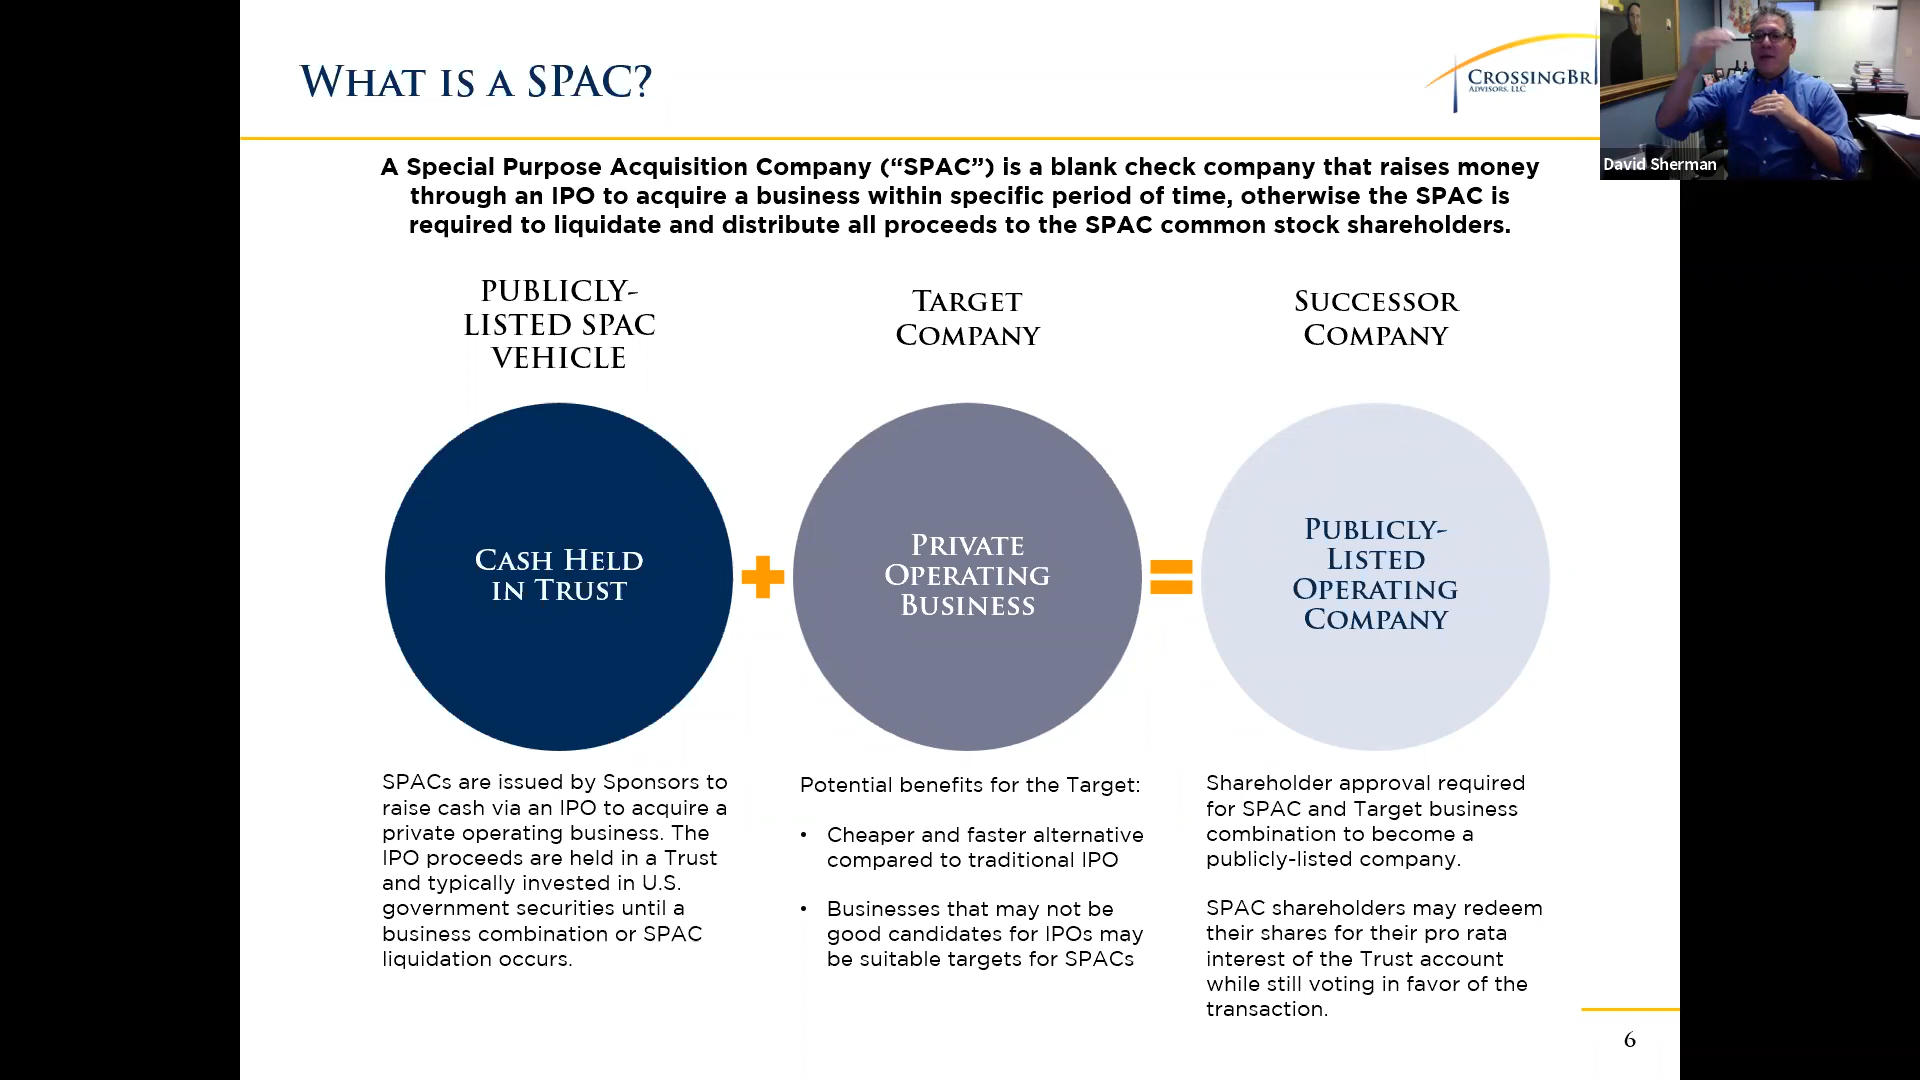 What is a SPAC?
CrossingBr
Advisors, LLC
David Sherman
A Special Purpose Acquisition Company (“SPAC”) is a blank check company that raises money
through an IPO to acquire a business within specific period of time, otherwise the SPAC is
required to liquidate and distribute all proceeds to the SPAC common stock shareholders.
PUBLICLY-
LISTED SPAC
VEHICLE
Cash Held
in Trust
SPACs are issued by Sponsors to
raise cash via an IPO to acquire a
private operating business. The
IPO proceeds are held in a Trust
and typically invested in U.S.
government securities until a
business combination or SPAC
liquidation occurs.
Target
Company
Private
Operating
Business
Potential benefits for the Target:
• Cheaper and faster alternative
compared to traditional IPO
• Businesses that may not be
good candidates for IPOs may
be suitable targets for SPACs
Successor
Company
Publicly-
Listed
Operating
Company
Shareholder approval required
for SPAC and Target business
combination to become a
publicly-listed company.
SPAC shareholders may redeem
their shares for their pro rata
interest of the Trust account
while still voting in favor of the
transaction.
6